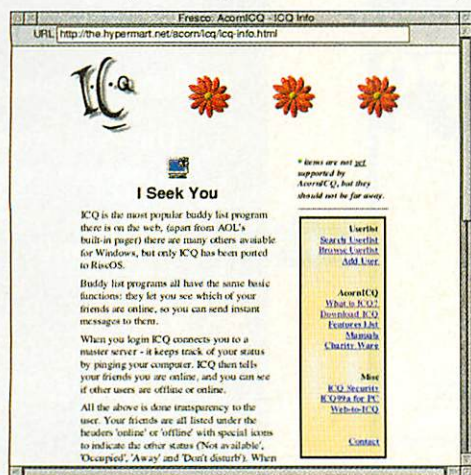 Fresco: AcornICQ - ICQ Info
URL http://the.hypermart.net/acorn/icq/icq-info.html
I·C·Q
I Seek You
ICQ is the most popular buddy list program
there is on the web, (apart from AOL's
built-in pager) there are many others avaiable
for Windows, but only ICQ has been ported
to RiscOS.
Buddy list programs all have the same basic
functions: they let you see which of your
friends are online, so you can send instant
messages to them.
When you login ICQ connects you to a
master server - it keeps track of your status
by pinging your computer. ICQ then tells
your friends you are online, and you can see
if other users are offline or online.
All the above is done transparency to the
user. Your friends are all listed under the
headers 'online' or 'offline' with special icons
to indicate the other status ('Not available',
'Occupied', 'Away' and 'Don't disturb'). When
* items are not yet
supported by
AcornICQ, but they
should not be far away.
Userlist
Search Userlist
Browse Userlist
Add User
AcornICQ
What is ICQ?
Download ICQ
Features List
Manuals
Charity Ware
Misc
ICQ Security
ICQ99a for PC
Web-to-ICQ
Contact